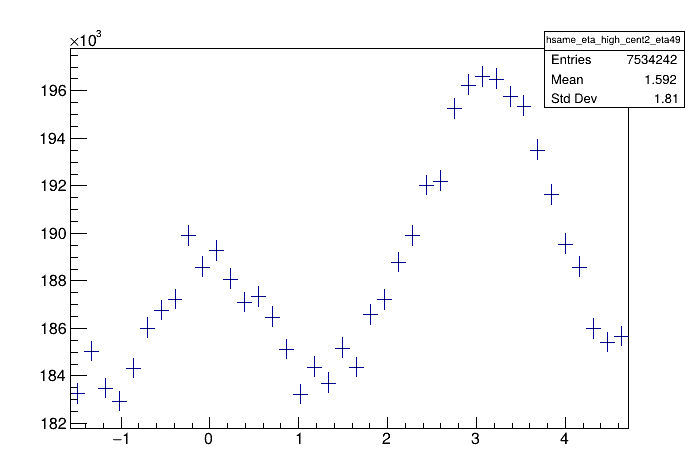 ×10³
hsame_eta_high_cent2_eta49
Entries 7534242
Mean 1.592
Std Dev 1.81
196
194
192
190
188
186
184
182
−1 0 1 2 3 4